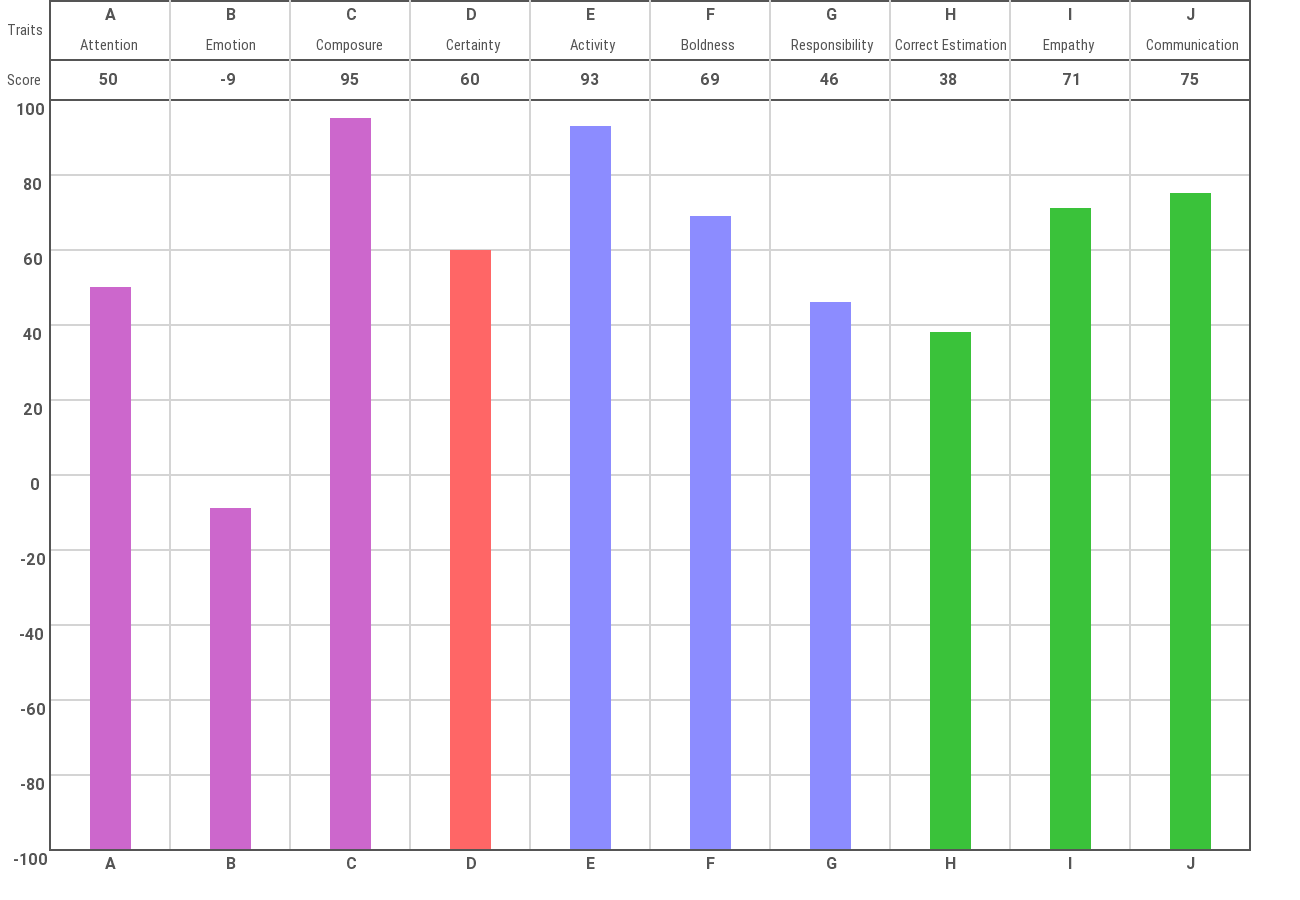 A B C D E F G H I J
Traits
Attention Emotion Composure Certainty Activity Boldness Responsibility Correct Estimation Empathy Communication
Score 50 -9 95 60 93 69 46 38 71 75
100
80
60
40
20
0
-20
-40
-60
-80
-100
A B C D E F G H I J